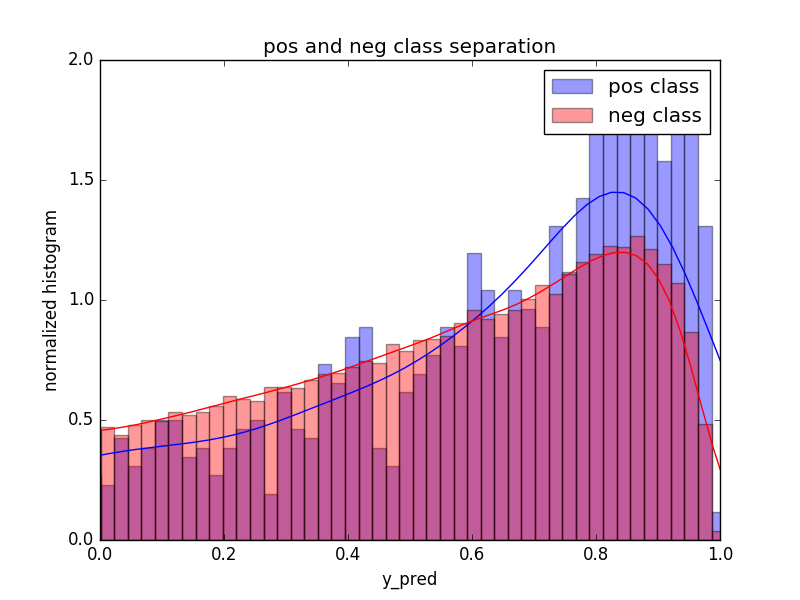 pos and neg class separation
2.0
1.5
1.0
0.5
0.0
normalized histogram
pos class
neg class
0.0 0.2 0.4 0.6 0.8 1.0
y_pred